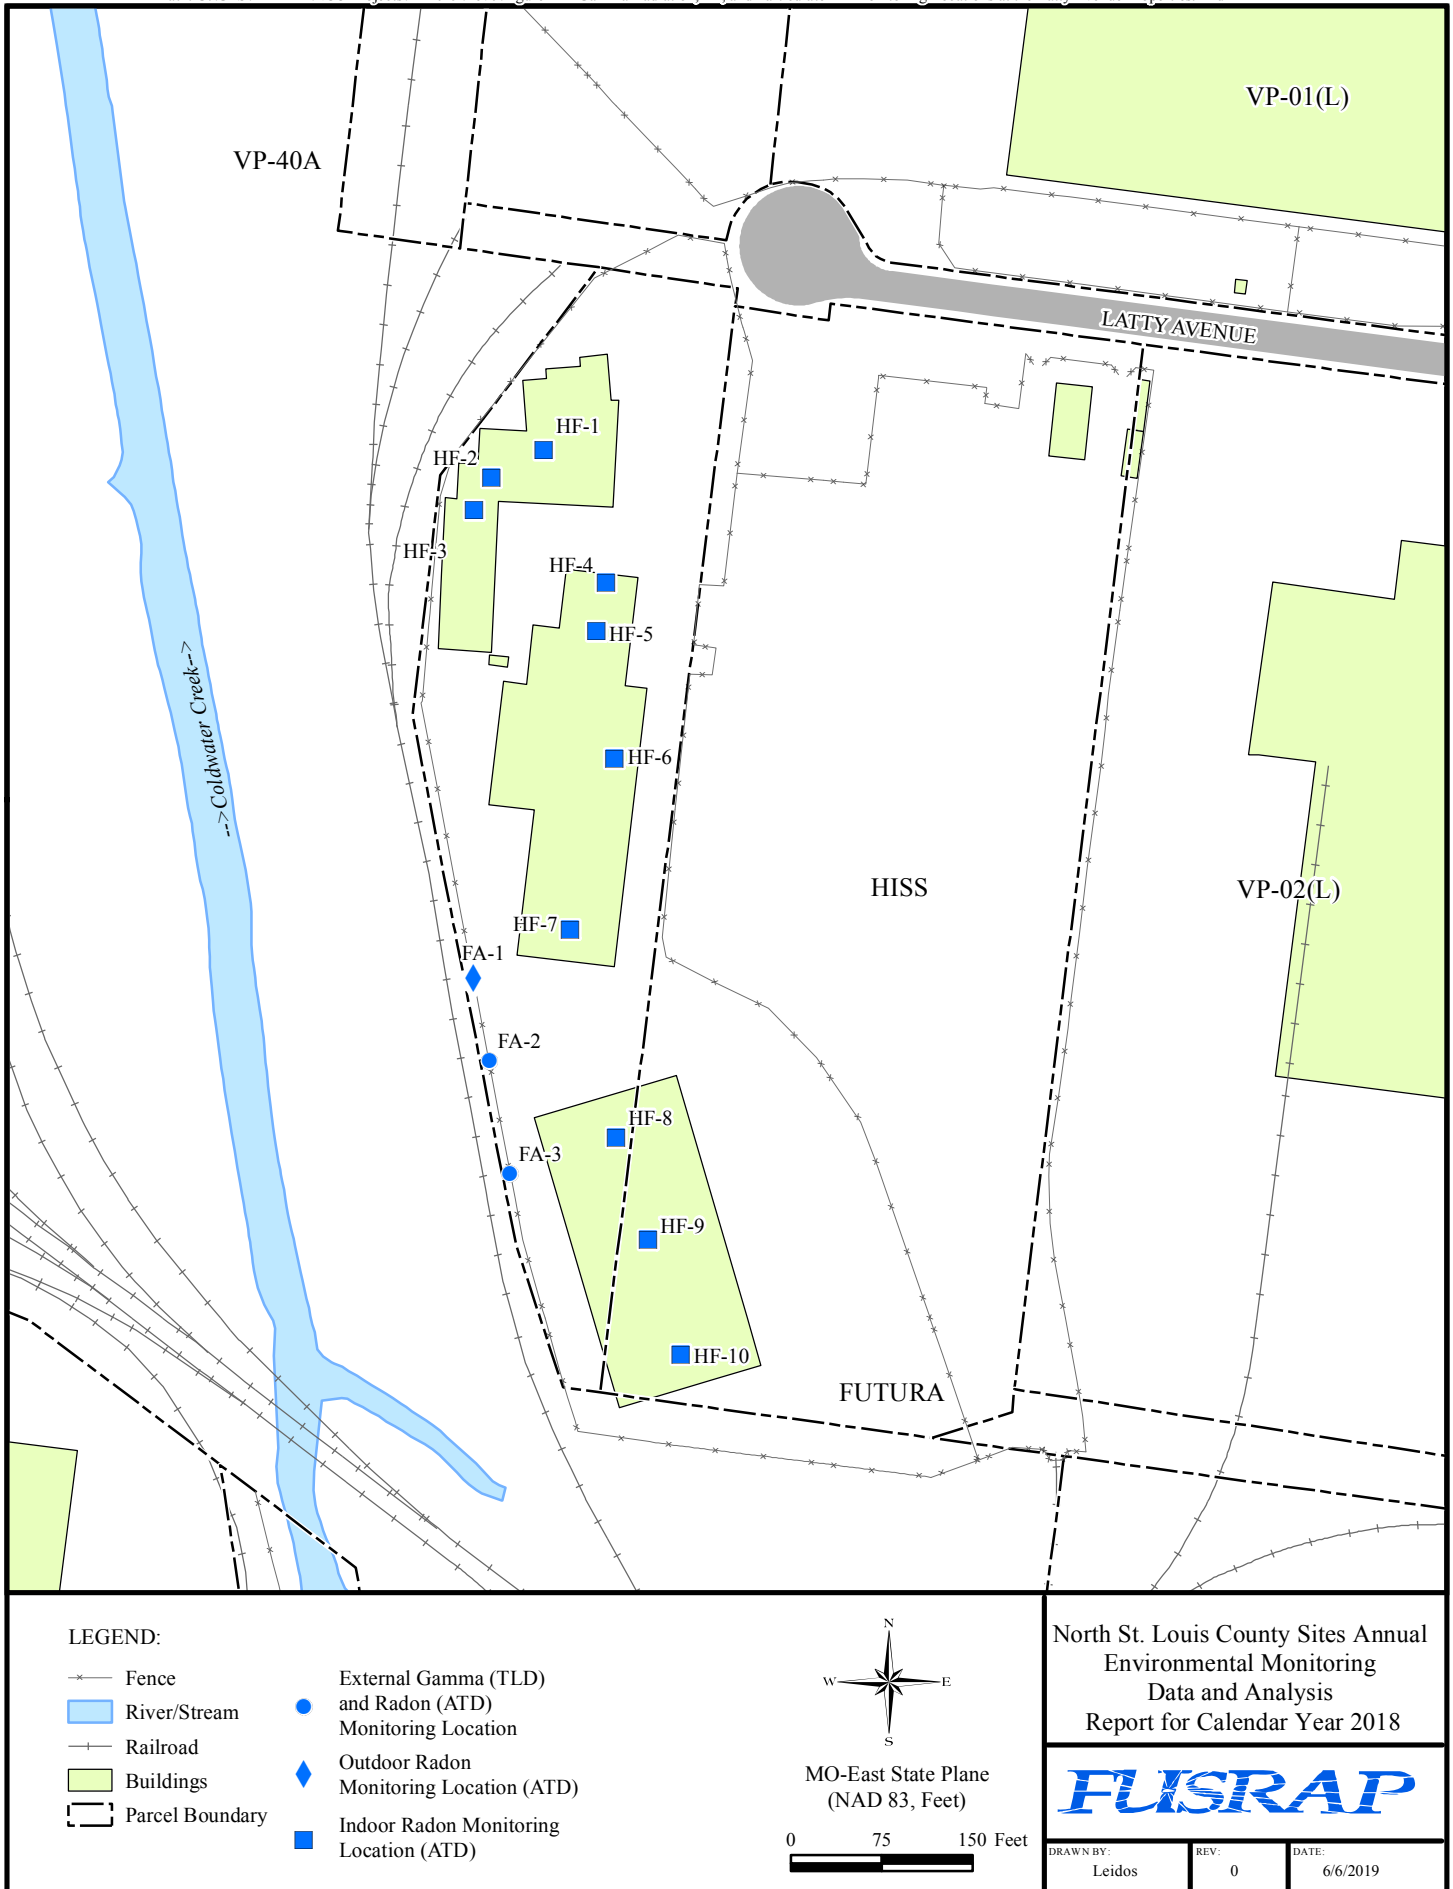 VP-01(L)
VP-40A
LATTY AVENUE
HF-1
HF-2
HF-3
HF-4
HF-5
-->Coldwater Creek-->
HF-6
HISS
VP-02(L)
HF-7
FA-1
FA-2
HF-8
FA-3
HF-9
HF-10
FUTURA
LEGEND:
Fence
River/Stream
Railroad
Buildings
Parcel Boundary
External Gamma (TLD)
and Radon (ATD)
Monitoring Location
Outdoor Radon
Monitoring Location (ATD)
Indoor Radon Monitoring
Location (ATD)
N
W E
S
MO-East State Plane
(NAD 83, Feet)
0 75 150 Feet
North St. Louis County Sites Annual
Environmental Monitoring
Data and Analysis
Report for Calendar Year 2018
FUSRAP
DRAWN BY:
Leidos
REV:
0
DATE:
6/6/2019